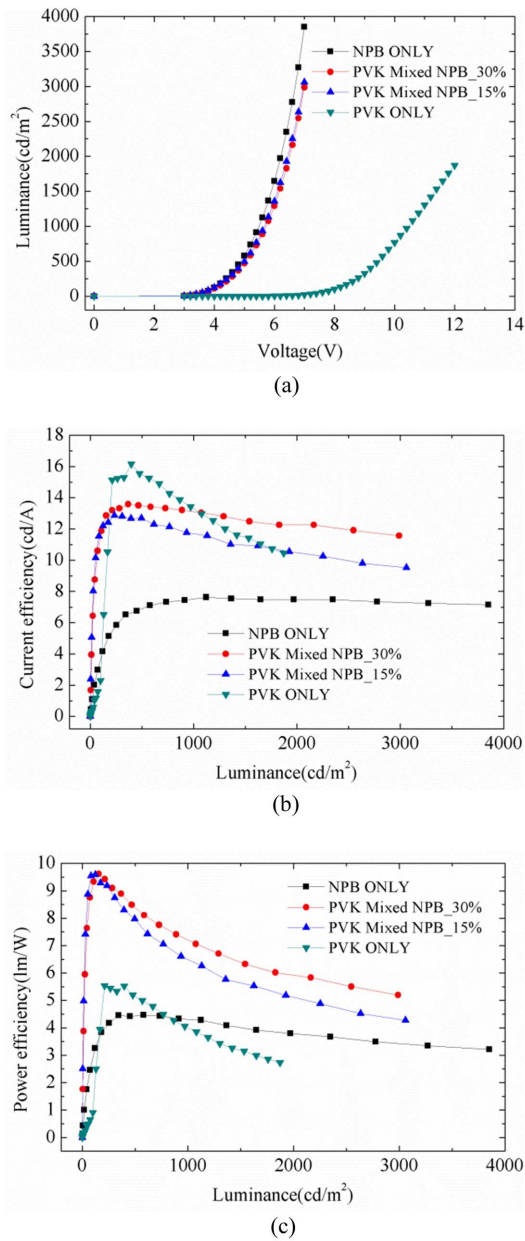 4000
3500
3000
2500
2000
1500
1000
500
0
Luminance(cd/m²)
NPB ONLY
PVK Mixed NPB_30%
PVK Mixed NPB_15%
PVK ONLY
0 2 4 6 8 10 12 14
Voltage(V)
(a)
18
16
14
12
10
8
6
4
2
0
Current efficiency(cd/A)
NPB ONLY
PVK Mixed NPB_30%
PVK Mixed NPB_15%
PVK ONLY
0 1000 2000 3000 4000
Luminance(cd/m²)
(b)
10
9
8
7
6
5
4
3
2
1
0
Power efficiency(lm/W)
NPB ONLY
PVK Mixed NPB_30%
PVK Mixed NPB_15%
PVK ONLY
0 1000 2000 3000 4000
Luminance(cd/m²)
(c)